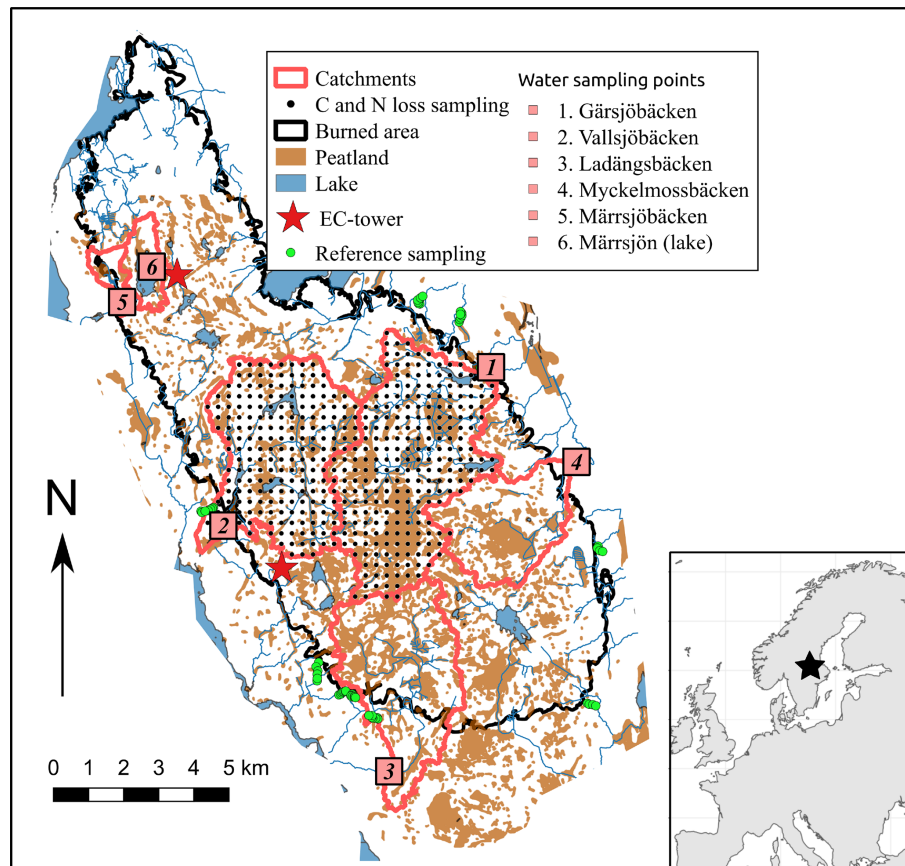 Catchments
C and N loss sampling
Burned area
Peatland
Lake
EC-tower
Reference sampling
Water sampling points
1. Gärsjöbäcken
2. Vallsjöbäcken
3. Ladängsbäcken
4. Myckelmossbäcken
5. Märrsjöbäcken
6. Märrsjön (lake)
6
5
1
4
2
3
N
0 1 2 3 4 5 km